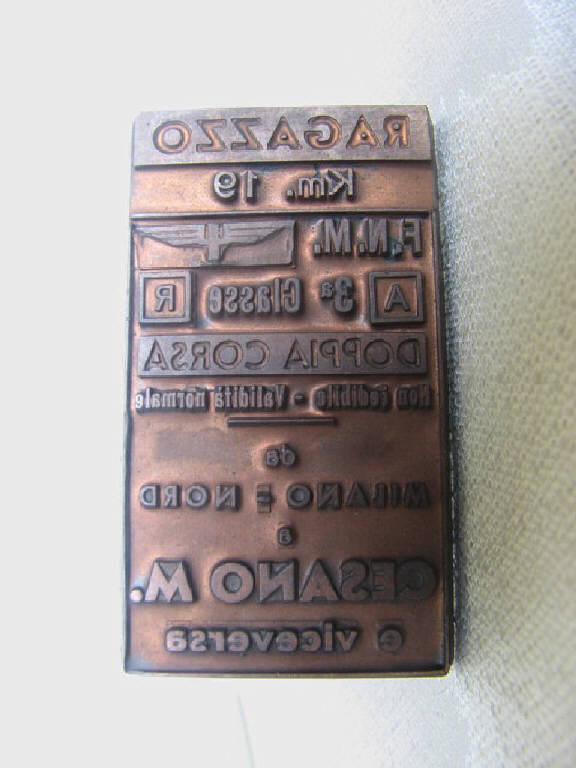 RAGAZZO
Km. 19
F.N.M.
A 3ª Classe R
DOPPIA CORSA
Non cedibile - Validità normale
da
MILANO = NORD
a
CESANO M.
e viceversa